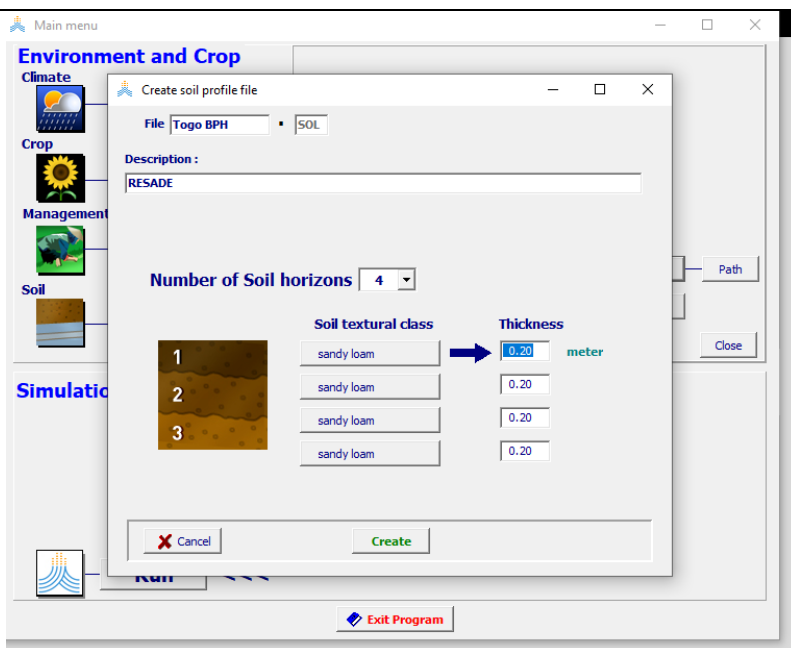 Main menu
Environment and Crop
Climate
Create soil profile file
File Togo BPH . SOL
Crop
Description :
RESADE
Management
Number of Soil horizons 4
Path
Soil
Soil textural class Thickness
1 sandy loam 0.20 meter
Close
2 sandy loam 0.20
Simulatio
3 sandy loam 0.20
sandy loam 0.20
Cancel Create
Run <<<
Exit Program